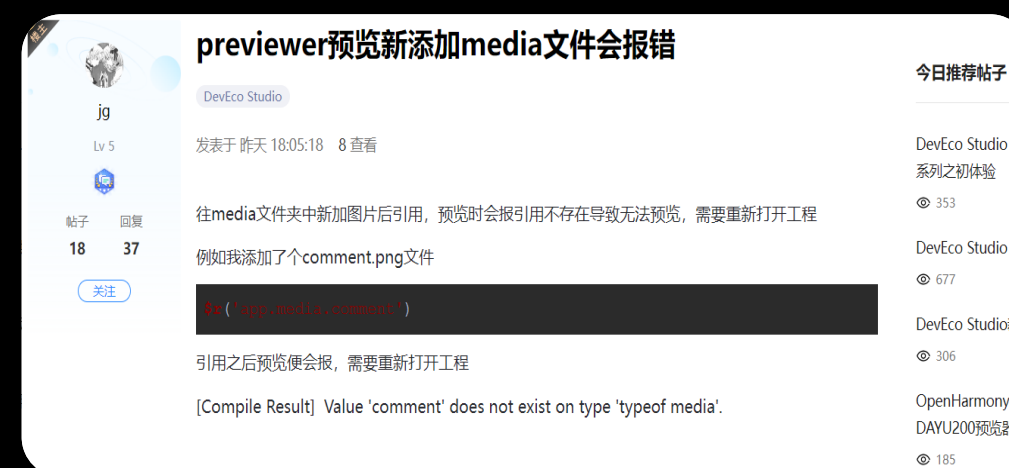 楼主
previewer预览新添加media文件会报错
DevEco Studio
jg
Lv 5
发表于 昨天 18:05:18 8 查看
帖子 回复
18 37
关注
往media文件夹中新加图片后引用，预览时会报引用不存在导致无法预览，需要重新打开工程
例如我添加了个comment.png文件
$r('app.media.comment')
引用之后预览便会报，需要重新打开工程
[Compile Result] Value 'comment' does not exist on type 'typeof media'.
今日推荐帖子
DevEco Studio
系列之初体验
353
DevEco Studio
677
DevEco Studio
306
OpenHarmony
DAYU200预览器
185